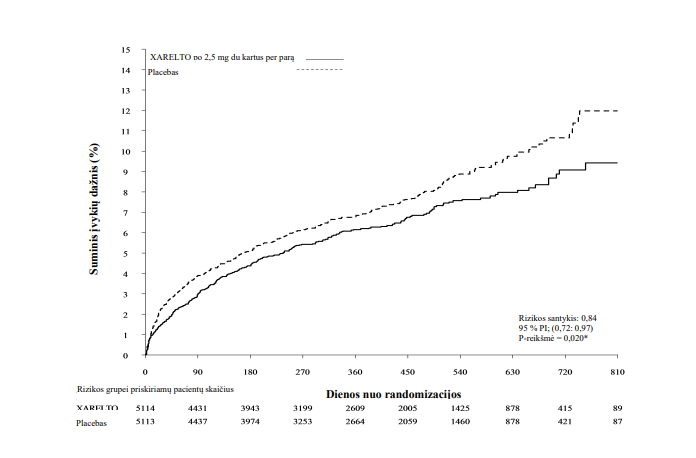 XARELTO po 2,5 mg du kartus per parą
Placebas
Suminis įvykių dažnis (%)
15
14
13
12
11
10
9
8
7
6
5
4
3
2
1
0
Rizikos santykis: 0,84
95 % PI; (0,72: 0,97)
P-reikšmė = 0,020*
0 90 180 270 360 450 540 630 720 810
Dienos nuo randomizacijos
Rizikos grupei priskiriamų pacientų skaičius
XARELTO 5114 4431 3943 3199 2609 2005 1425 878 415 89
Placebas 5113 4437 3974 3253 2664 2059 1460 878 421 87